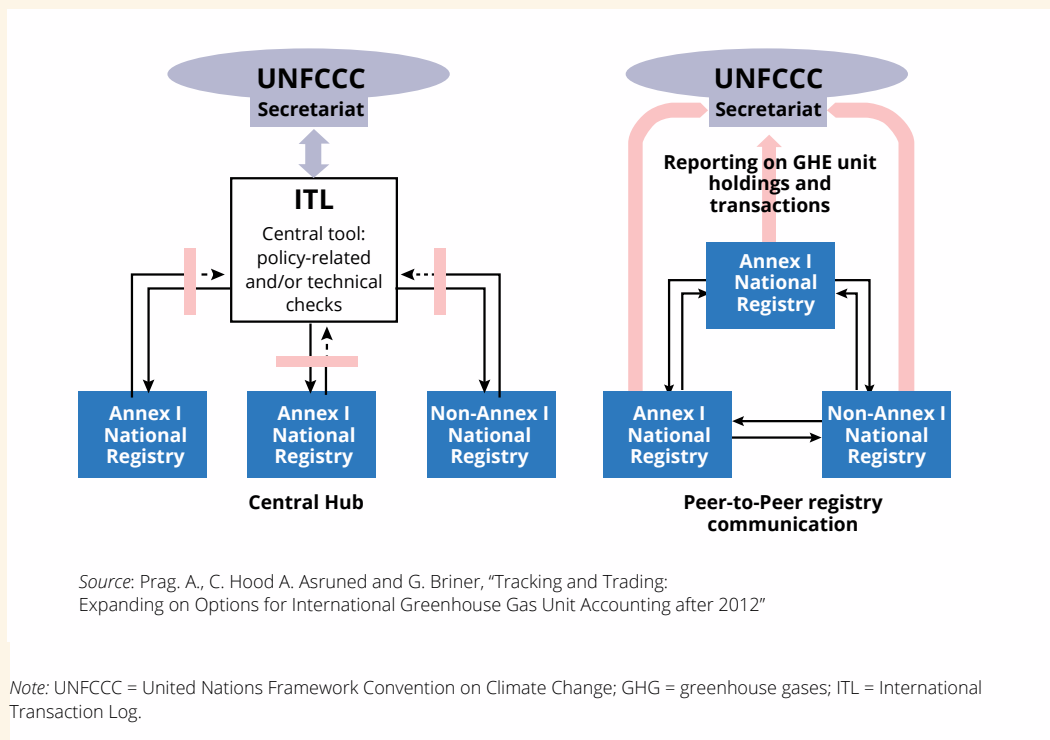 UNFCCC
Secretariat
ITL
Central tool:
policy-related
and/or technical
checks
Annex I
National
Registry
Annex I
National
Registry
Non-Annex I
National
Registry
Central Hub
UNFCCC
Secretariat
Reporting on GHE unit
holdings and
transactions
Annex I
National
Registry
Annex I
National
Registry
Non-Annex I
National
Registry
Peer-to-Peer registry
communication
Source: Prag. A., C. Hood A. Asruned and G. Briner, “Tracking and Trading:
Expanding on Options for International Greenhouse Gas Unit Accounting after 2012”
Note: UNFCCC = United Nations Framework Convention on Climate Change; GHG = greenhouse gases; ITL = International
Transaction Log.